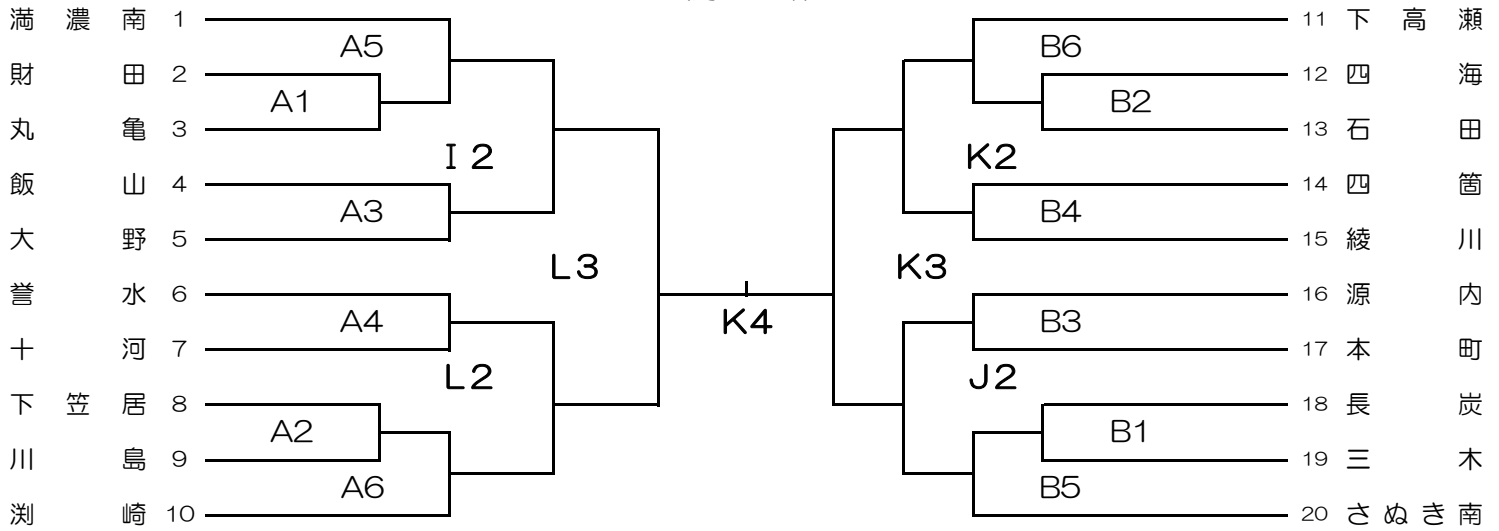 満濃南 1
A5
財田 2
A1
丸亀 3
I2
飯山 4
A3
大野 5
L3
誉水 6
A4
十河 7
L2
下笠居 8
A2
川島 9
A6
渕崎 10
K4
11 下高瀬
B6
12 四海
B2
13 石田
K2
14 四箇
B4
15 綾川
K3
16 源内
B3
17 本町
J2
18 長炭
B1
19 三木
B5
20 さぬき南